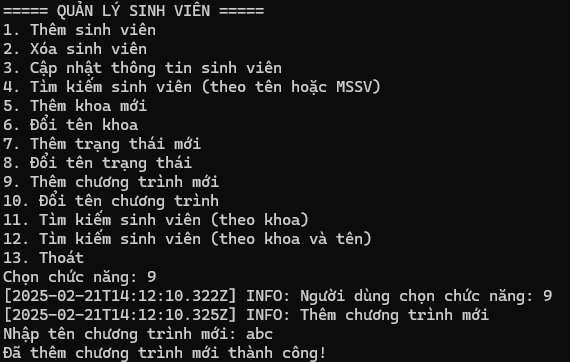 ===== QUẢN LÝ SINH VIÊN =====
1. Thêm sinh viên
2. Xóa sinh viên
3. Cập nhật thông tin sinh viên
4. Tìm kiếm sinh viên (theo tên hoặc MSSV)
5. Thêm khoa mới
6. Đổi tên khoa
7. Thêm trạng thái mới
8. Đổi tên trạng thái
9. Thêm chương trình mới
10. Đổi tên chương trình
11. Tìm kiếm sinh viên (theo khoa)
12. Tìm kiếm sinh viên (theo khoa và tên)
13. Thoát
Chọn chức năng: 9
[2025-02-21T14:12:10.322Z] INFO: Người dùng chọn chức năng: 9
[2025-02-21T14:12:10.325Z] INFO: Thêm chương trình mới
Nhập tên chương trình mới: abc
Đã thêm chương trình mới thành công!